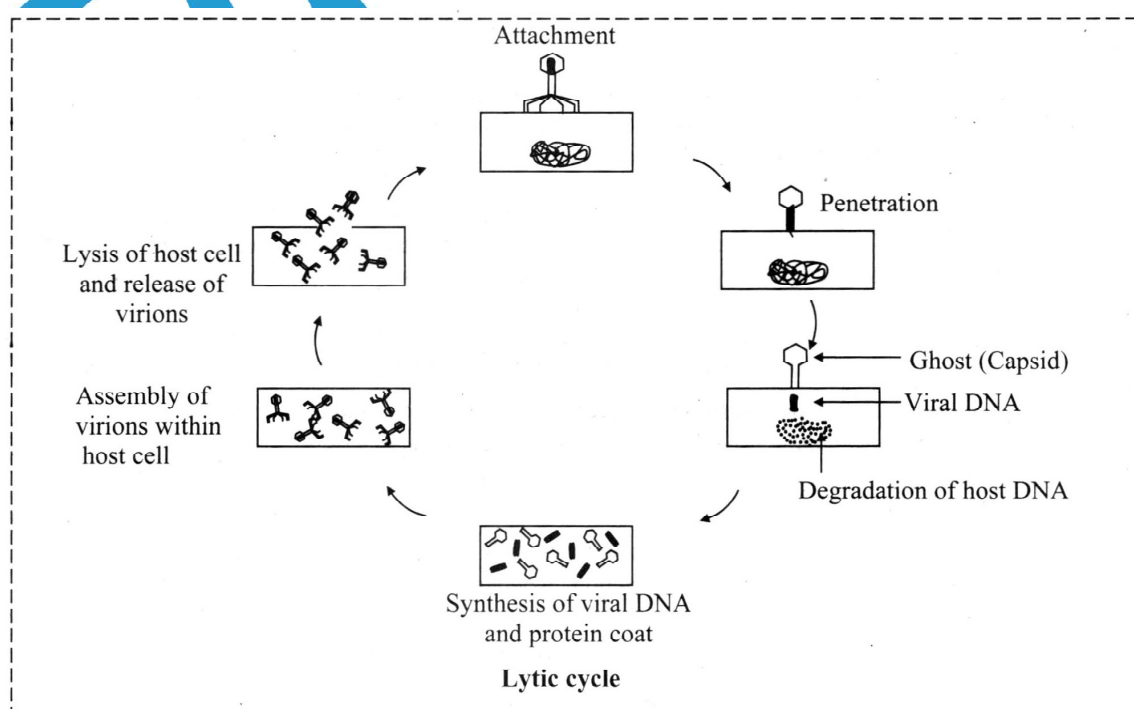 Attachment
Penetration
Ghost (Capsid)
Viral DNA
Degradation of host DNA
Synthesis of viral DNA
and protein coat
Assembly of
virions within
host cell
Lysis of host cell
and release of
virions
Lytic cycle